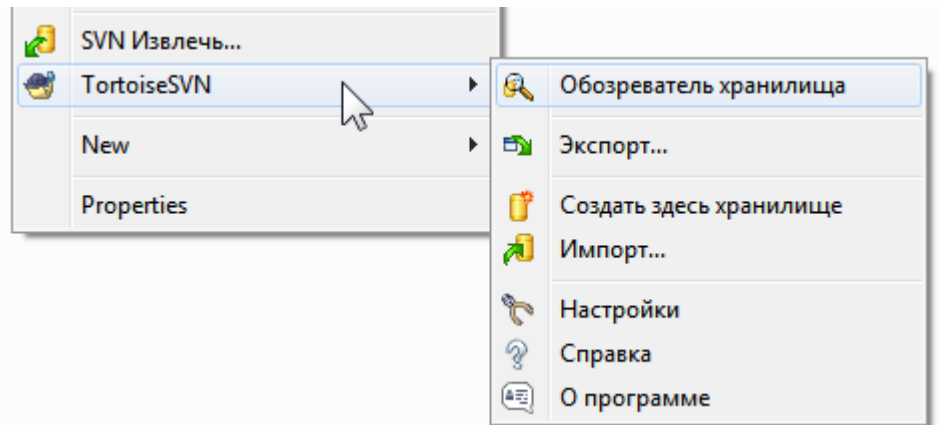 SVN Извлечь...
TortoiseSVN
New
Properties
Обозреватель хранилища
Экспорт...
Создать здесь хранилище
Импорт...
Настройки
Справка
О программе